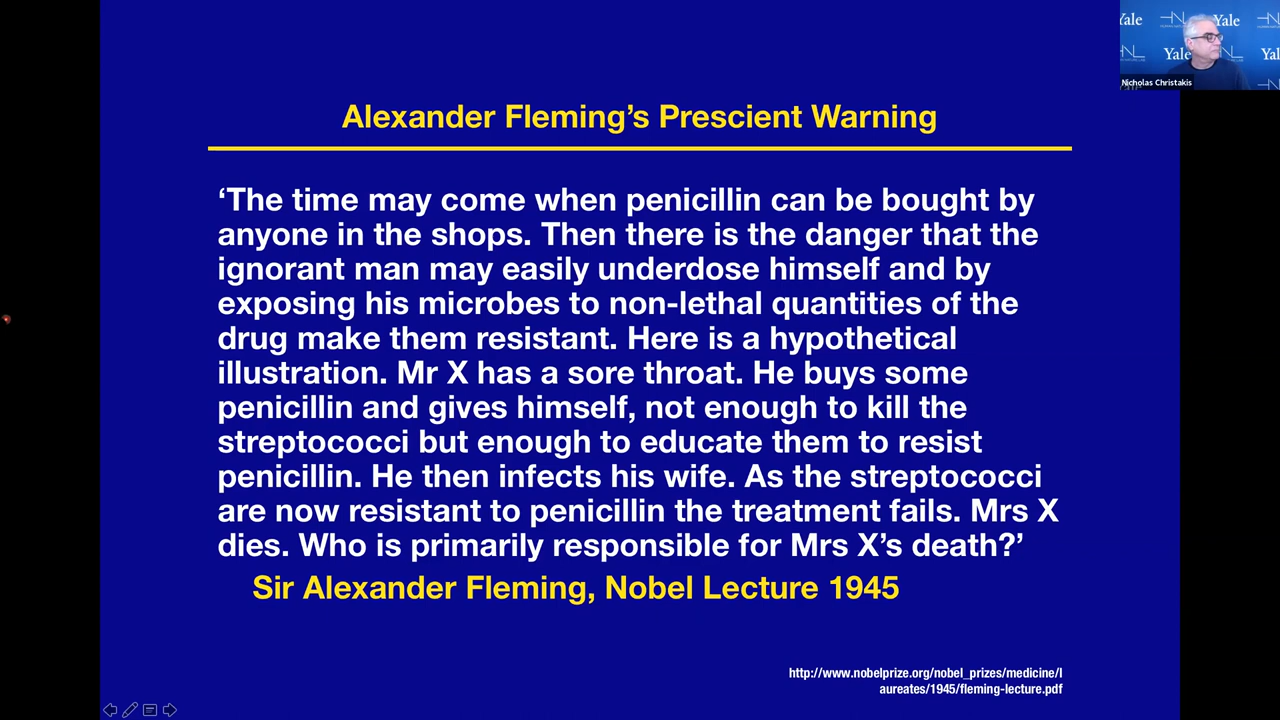 Yale
Yale
Yale
Yal
Nicholas Christakis
Alexander Fleming’s Prescient Warning
‘The time may come when penicillin can be bought by
anyone in the shops. Then there is the danger that the
ignorant man may easily underdose himself and by
exposing his microbes to non-lethal quantities of the
drug make them resistant. Here is a hypothetical
illustration. Mr X has a sore throat. He buys some
penicillin and gives himself, not enough to kill the
streptococci but enough to educate them to resist
penicillin. He then infects his wife. As the streptococci
are now resistant to penicillin the treatment fails. Mrs X
dies. Who is primarily responsible for Mrs X’s death?’
Sir Alexander Fleming, Nobel Lecture 1945
http://www.nobelprize.org/nobel_prizes/medicine/l
aureates/1945/fleming-lecture.pdf